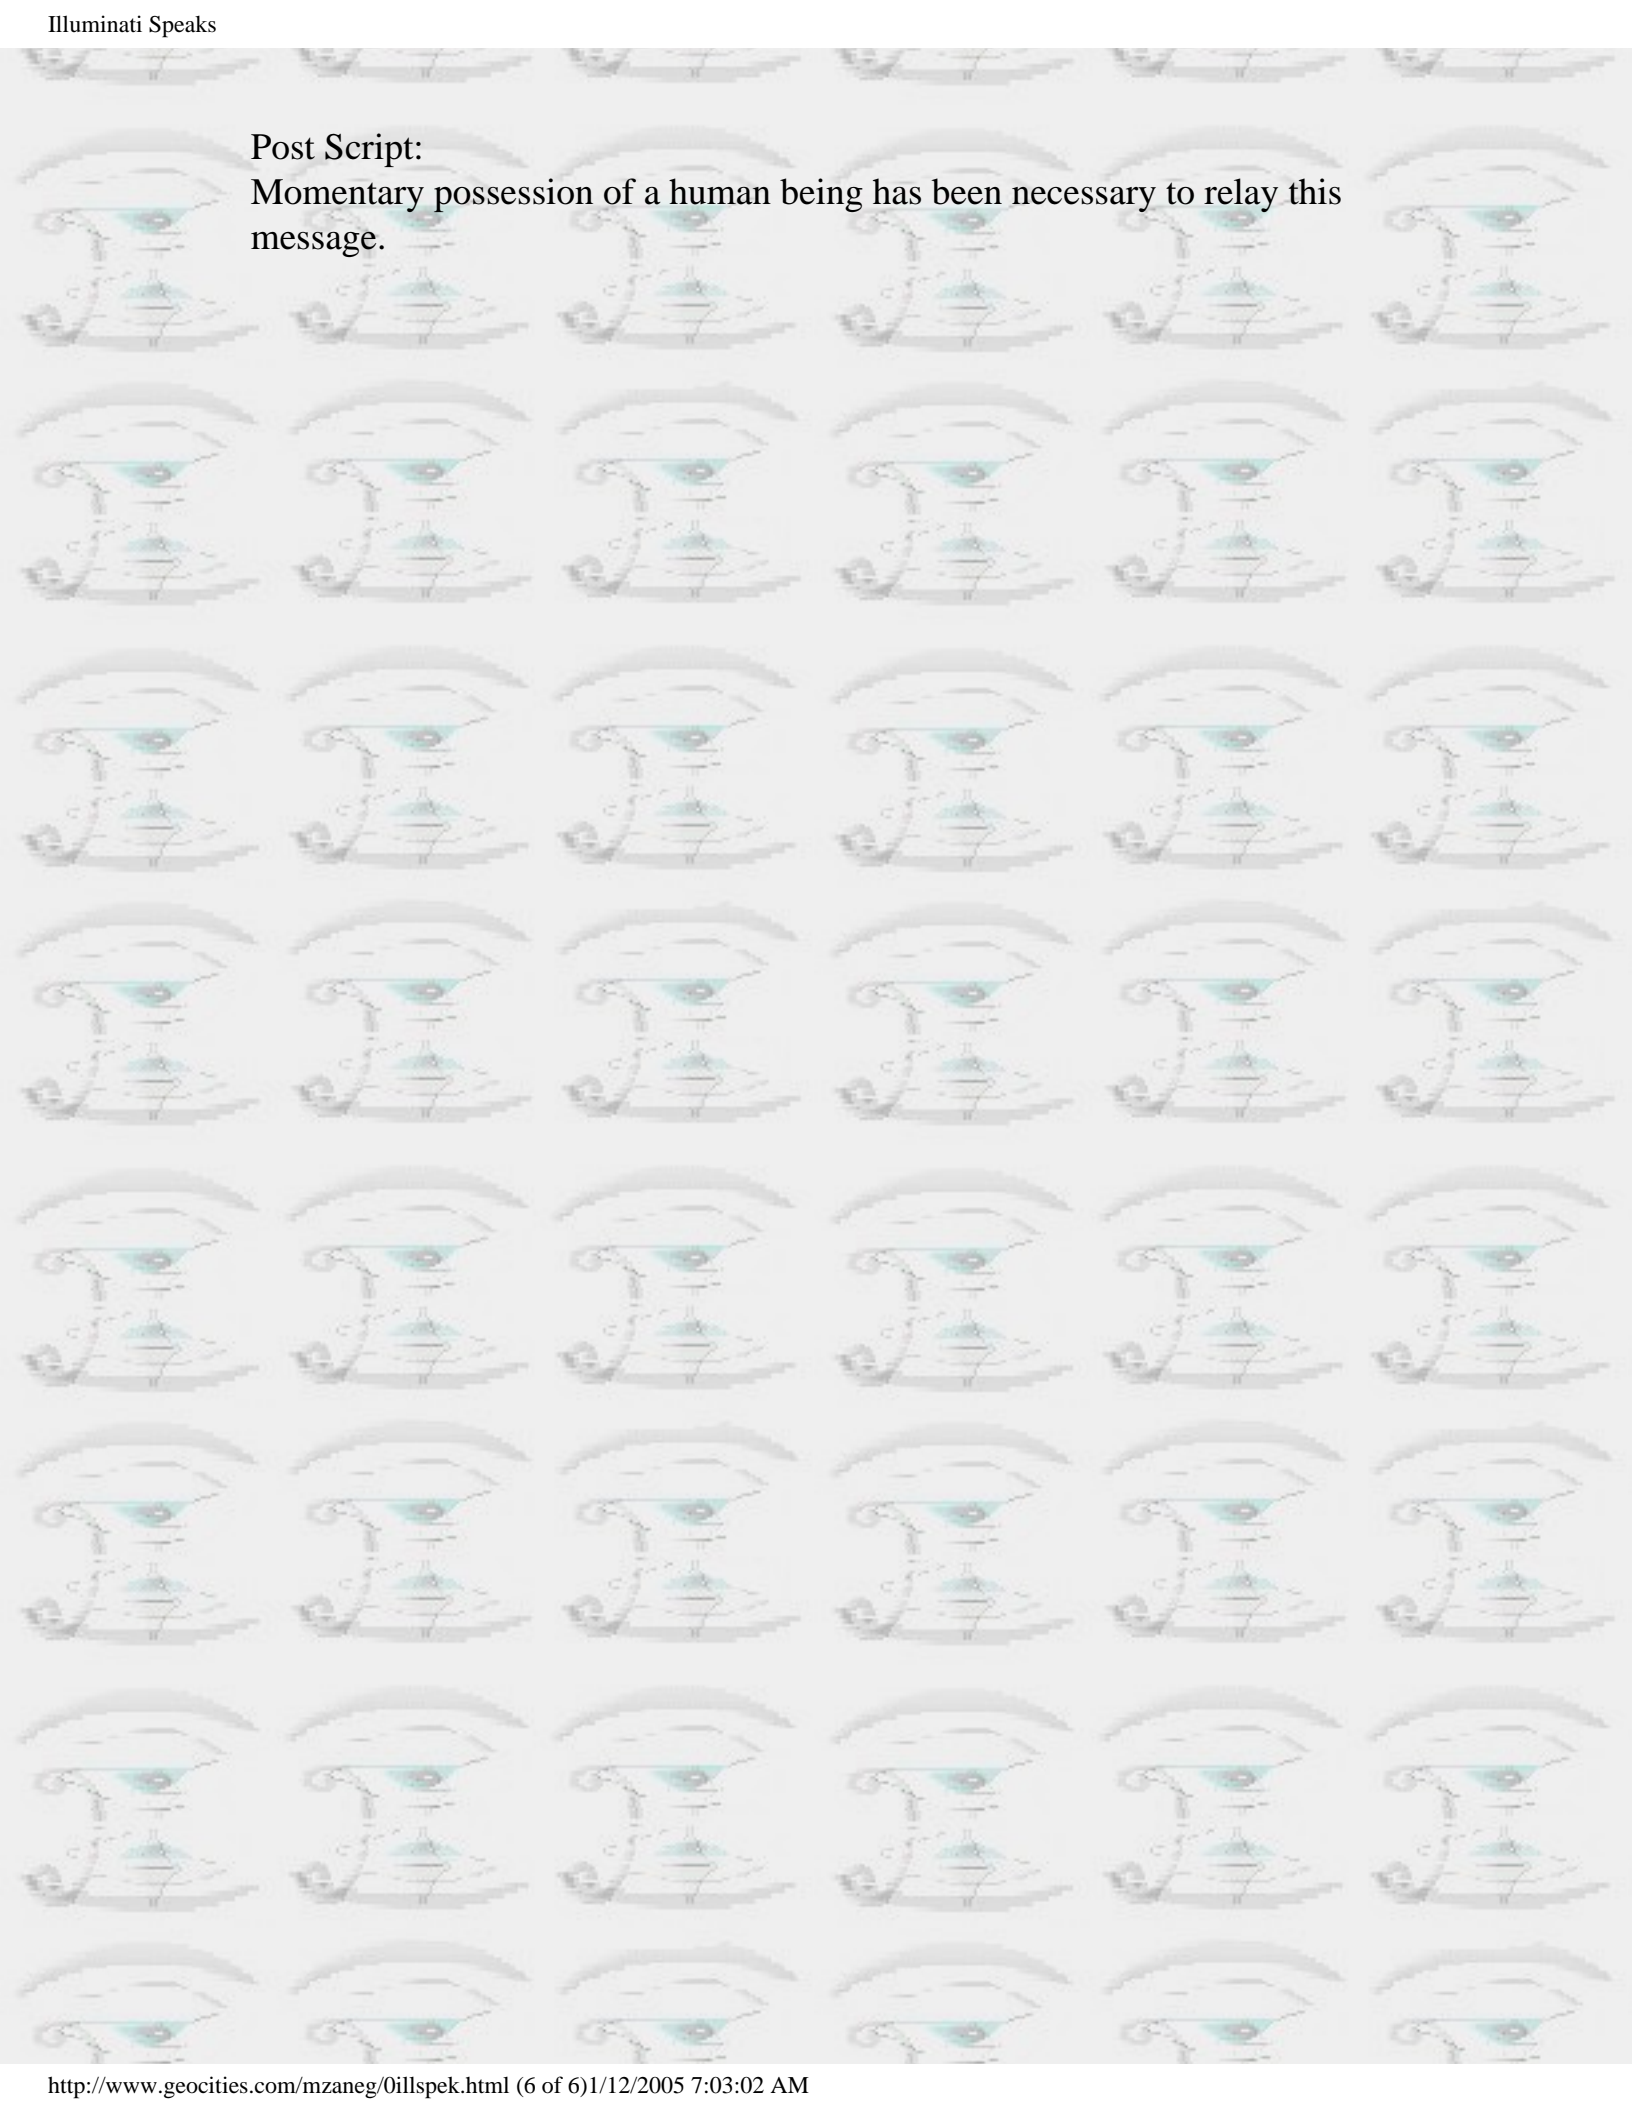 Illuminati Speaks
Post Script:
Momentary possession of a human being has been necessary to relay this
message.
http://www.geocities.com/mzaneg/0illspek.html (6 of 6)1/12/2005 7:03:02 AM